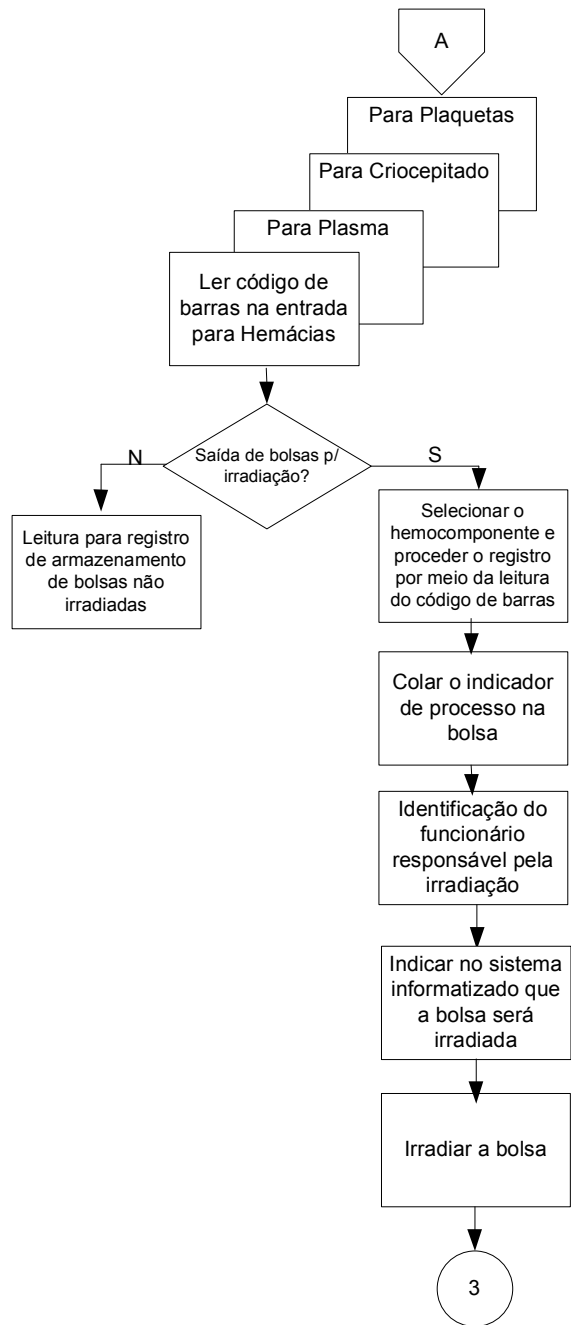 A
Para Plaquetas
Para Criocepitado
Para Plasma
Ler código de
barras na entrada
para Hemácias
Saída de bolsas p/
irradiação?
N
S
Leitura para registro
de armazenamento
de bolsas não
irradiadas
Selecionar o
hemocomponente e
proceder o registro
por meio da leitura
do código de barras
Colar o indicador
de processo na
bolsa
Identificação do
funcionário
responsável pela
irradiação
Indicar no sistema
informatizado que
a bolsa será
irradiada
Irradiar a bolsa
3